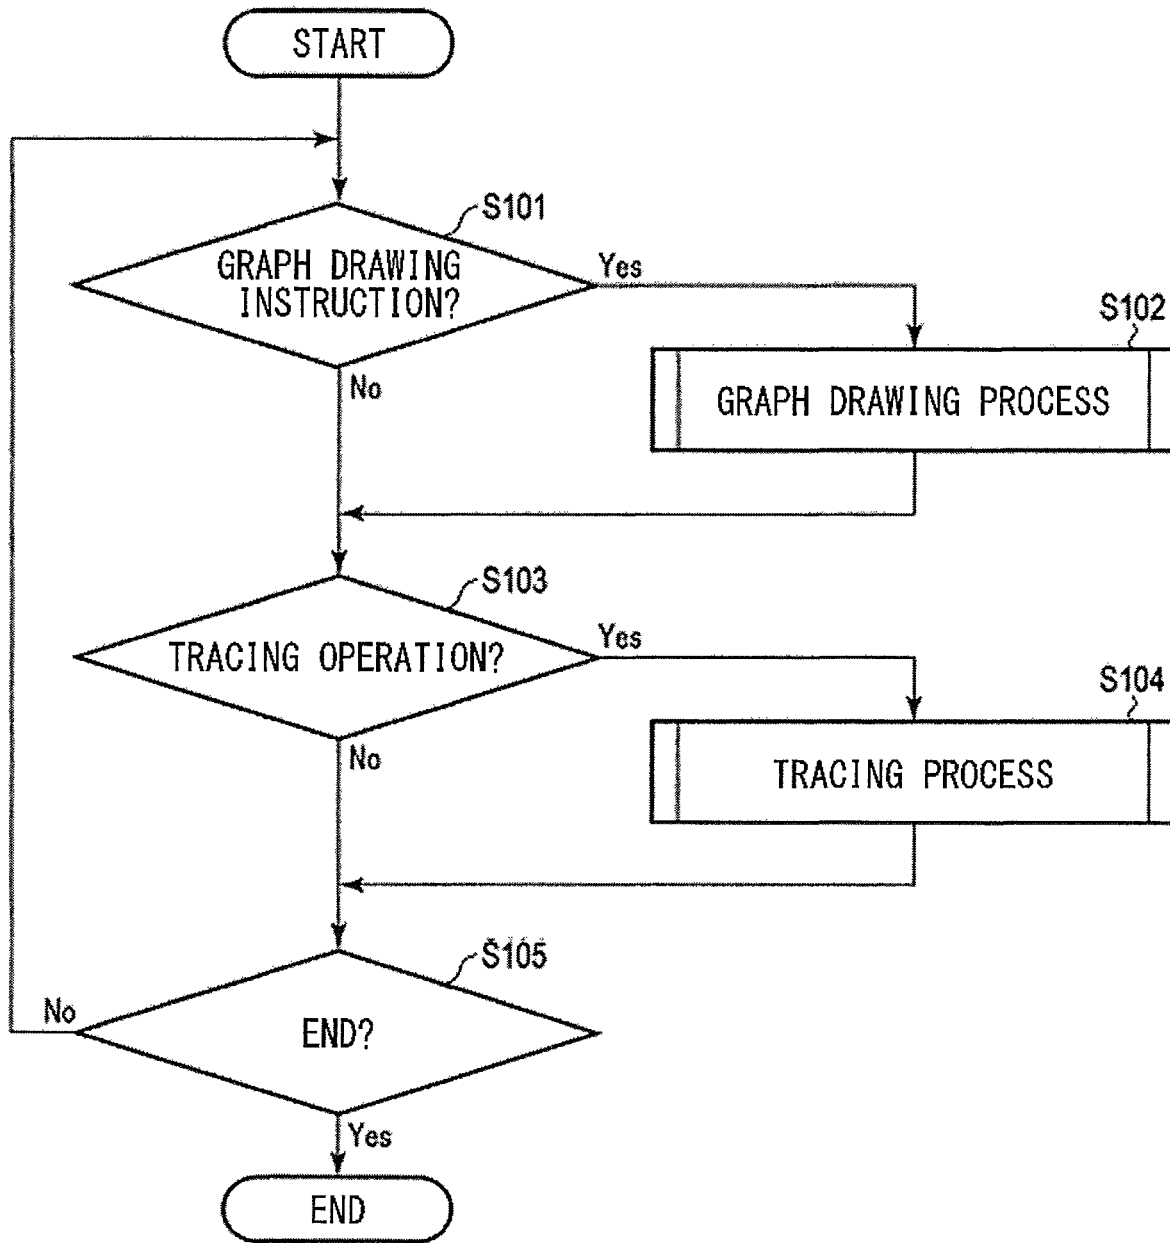 START
S101
GRAPH DRAWING
INSTRUCTION?
Yes
No
S102
GRAPH DRAWING PROCESS
S103
TRACING OPERATION?
Yes
No
S104
TRACING PROCESS
S105
END?
No
Yes
END